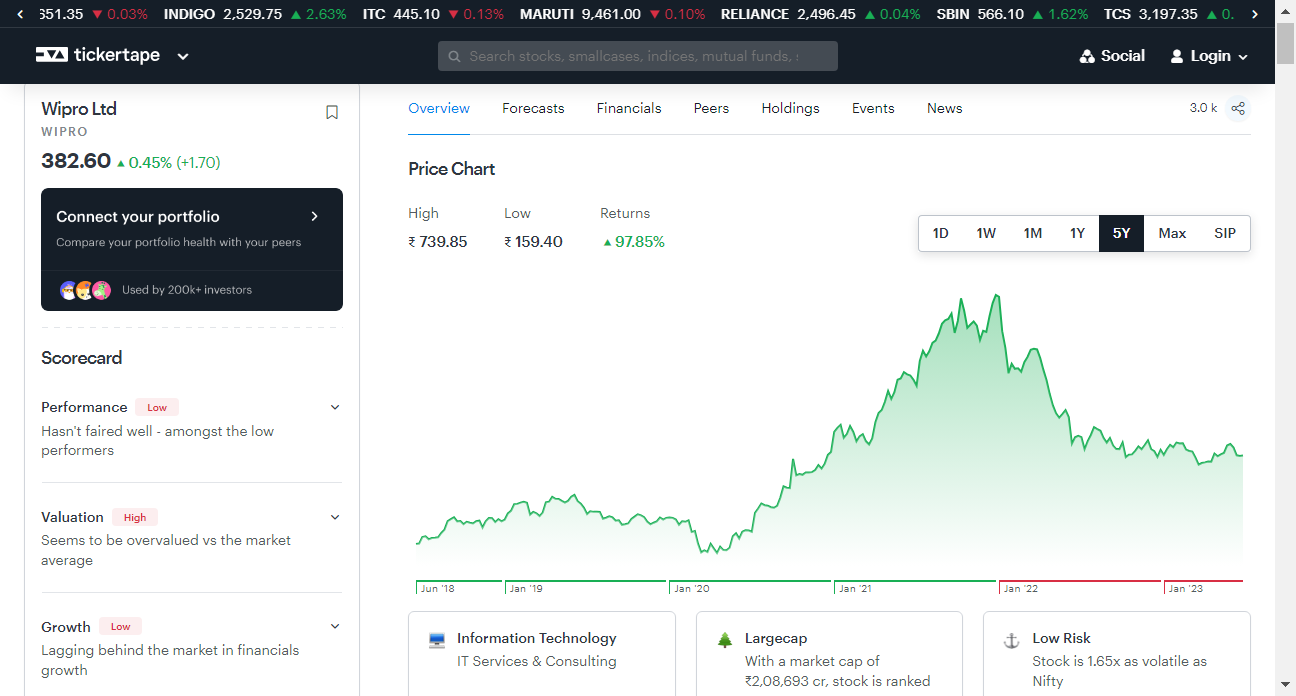 651.35 ▼ 0.03% INDIGO 2,529.75 ▲ 2.63% ITC 445.10 ▼ 0.13% MARUTI 9,461.00 ▼ 0.10% RELIANCE 2,496.45 ▲ 0.04% SBIN 566.10 ▲ 1.62% TCS 3,197.35 ▲ 0.
tickertape
Search stocks, smallcases, indices, mutual funds,
Social
Login
Wipro Ltd
WIPRO
382.60 ▲ 0.45% (+1.70)
Connect your portfolio
Compare your portfolio health with your peers
Used by 200k+ investors
Scorecard
Performance Low
Hasn't faired well - amongst the low
performers
Valuation High
Seems to be overvalued vs the market
average
Growth Low
Lagging behind the market in financials
growth
Overview Forecasts Financials Peers Holdings Events News
3.0 k
Price Chart
High Low Returns
₹ 739.85 ₹ 159.40 ▲ 97.85%
1D 1W 1M 1Y 5Y Max SIP
Jun '18 Jan '19 Jan '20 Jan '21 Jan '22 Jan '23
Information Technology
IT Services & Consulting
Largecap
With a market cap of
₹2,08,693 cr, stock is ranked
Low Risk
Stock is 1.65x as volatile as
Nifty